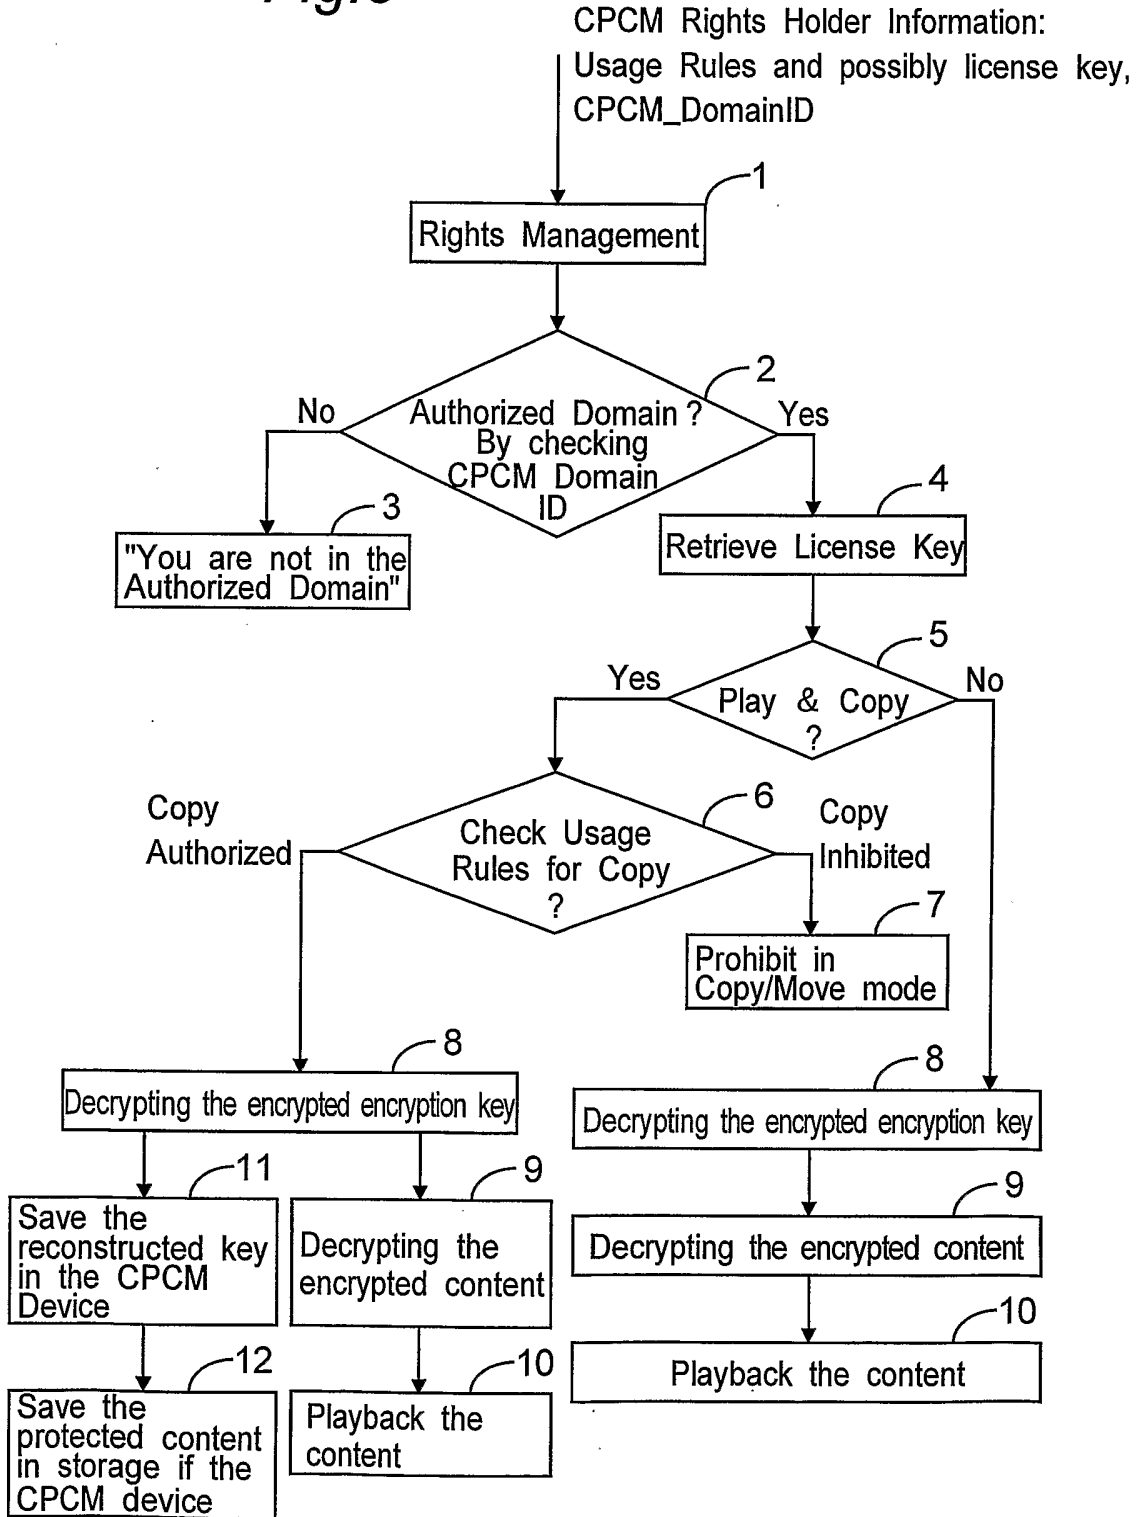 CPCM Rights Holder Information:
Usage Rules and possibly license key,
CPCM_DomainID
1
Rights Management
2
No
Authorized Domain ?
Yes
By checking
CPCM Domain
ID
3
"You are not in the
Authorized Domain"
4
Retrieve License Key
5
Yes
Play & Copy
?
No
6
Copy
Authorized
Check Usage
Rules for Copy
?
Copy
Inhibited
7
Prohibit in
Copy/Move mode
8
Decrypting the encrypted encryption key
8
Decrypting the encrypted encryption key
11
Save the
reconstructed key
in the CPCM
Device
9
Decrypting the
encrypted content
9
Decrypting the encrypted content
12
Save the
protected content
in storage if the
CPCM device
10
Playback the
content
10
Playback the content